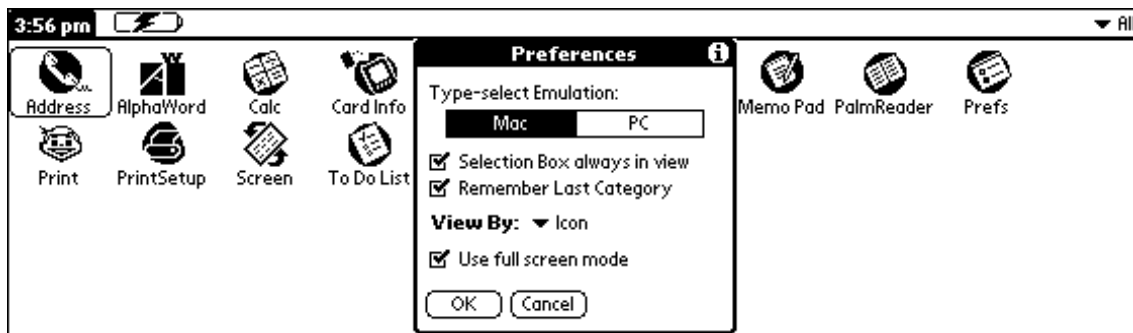 3:56 pm
▼ All
Address AlphaWord Calc Card Info Memo Pad PalmReader Prefs
Print PrintSetup Screen To Do List
Preferences
Type-select Emulation:
Mac PC
Selection Box always in view
Remember Last Category
View By: ▼ Icon
Use full screen mode
OK Cancel